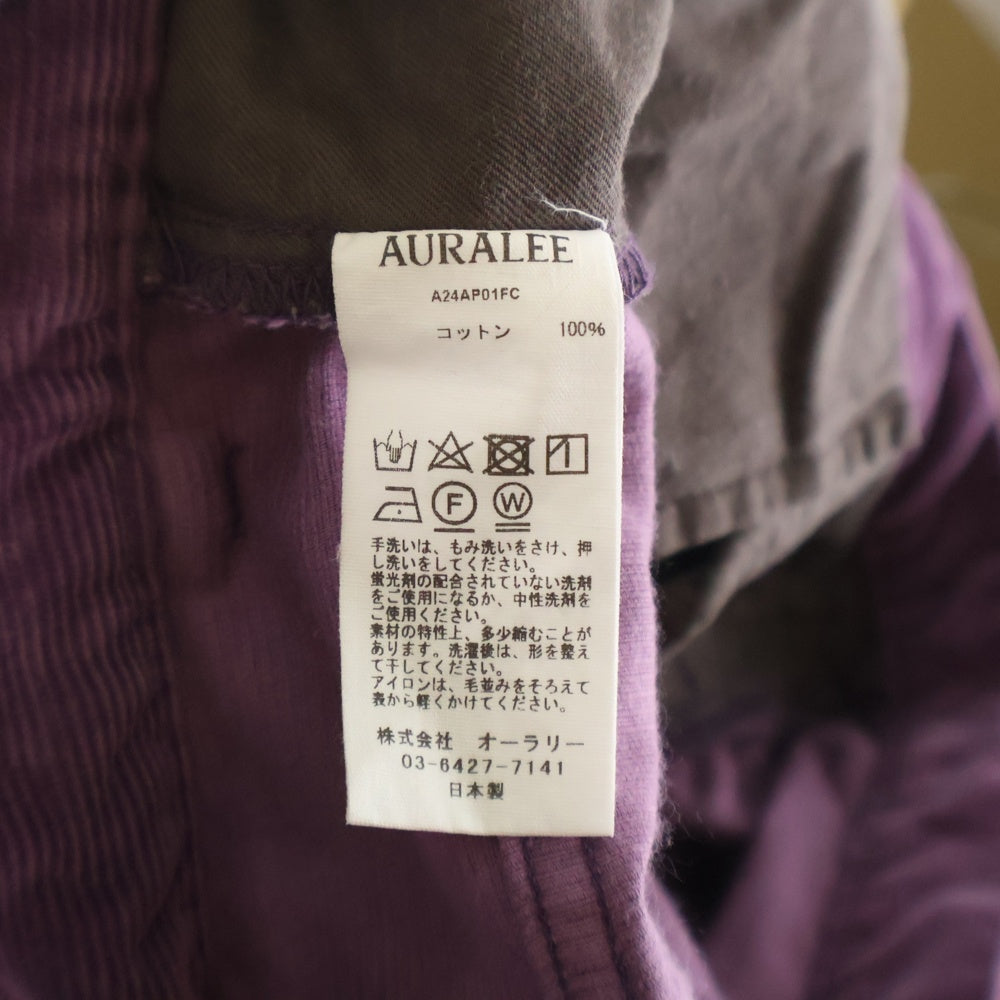 AURALEE
A24AP01FC
コットン 100%
F W
手洗いは、もみ洗いをさけ、押
し洗いをしてください。
蛍光剤の配合されていない洗剤
をご使用になるか、中性洗剤を
ご使用ください。
素材の特性上、多少縮むことが
あります。洗濯後は、形を整え
て干してください。
アイロンは、毛並みをそろえて
表から軽くかけてください。
株式会社 オーラリー
03-6427-7141
日本製